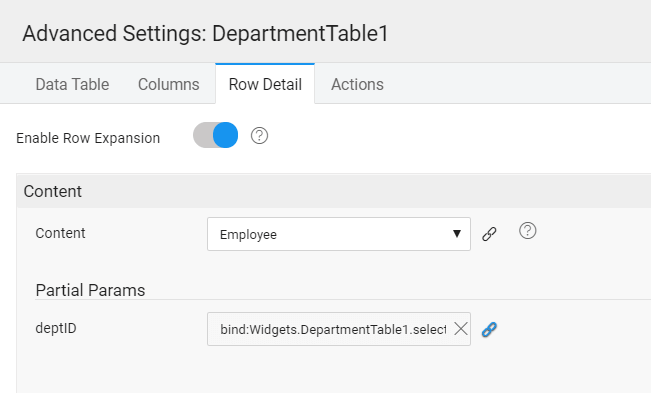 Advanced Settings: DepartmentTable1
Data Table Columns Row Detail Actions
Enable Row Expansion ?
Content
Content Employee ?
Partial Params
deptID bind:Widgets.DepartmentTable1.select